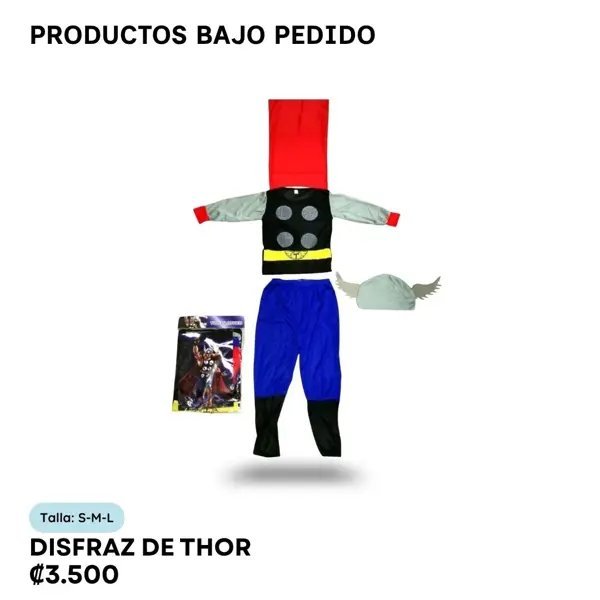 PRODUCTOS BAJO PEDIDO
Talla: S-M-L
DISFRAZ DE THOR
₡3.500